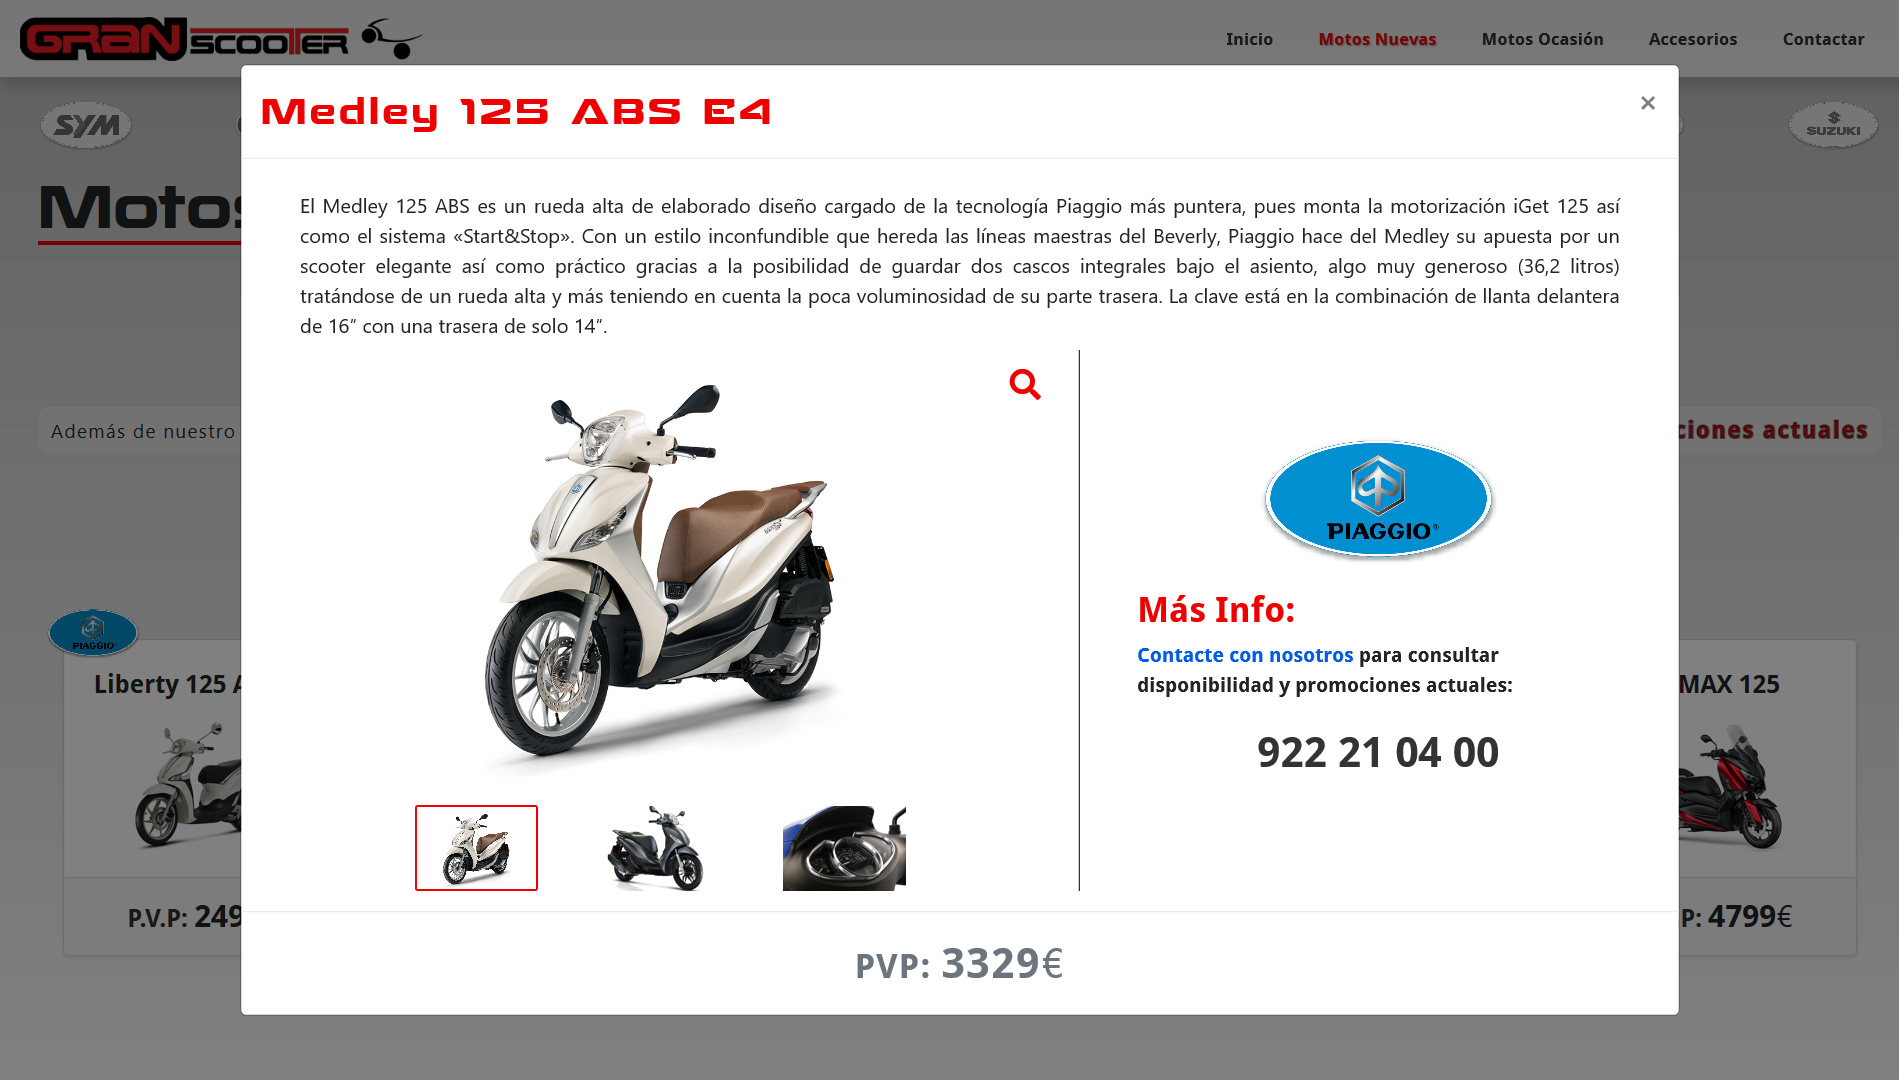 GRAN SCOOTER
Inicio
Motos Nuevas
Motos Ocasión
Accesorios
Contactar
Medley 125 ABS E4
×
SYM
SUZUKI
Motos
El Medley 125 ABS es un rueda alta de elaborado diseño cargado de la tecnología Piaggio más puntera, pues monta la motorización iGet 125 así
como el sistema «Start&Stop». Con un estilo inconfundible que hereda las líneas maestras del Beverly, Piaggio hace del Medley su apuesta por un
scooter elegante así como práctico gracias a la posibilidad de guardar dos cascos integrales bajo el asiento, algo muy generoso (36,2 litros)
tratándose de un rueda alta y más teniendo en cuenta la poca voluminosidad de su parte trasera. La clave está en la combinación de llanta delantera
de 16″ con una trasera de solo 14″.
Además de nuestro
ciones actuales
PIAGGIO
Más Info:
Contacte con nosotros para consultar
disponibilidad y promociones actuales:
922 21 04 00
PIAGGIO
Liberty 125 A
MAX 125
P.V.P: 249
P: 4799€
PVP: 3329€